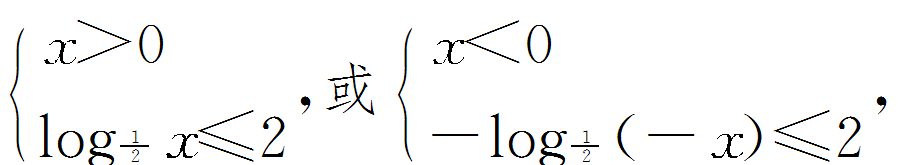 { x>0
log_{1/2} x≤2 , 或 { x<0
−log_{1/2} (−x)≤2 ,